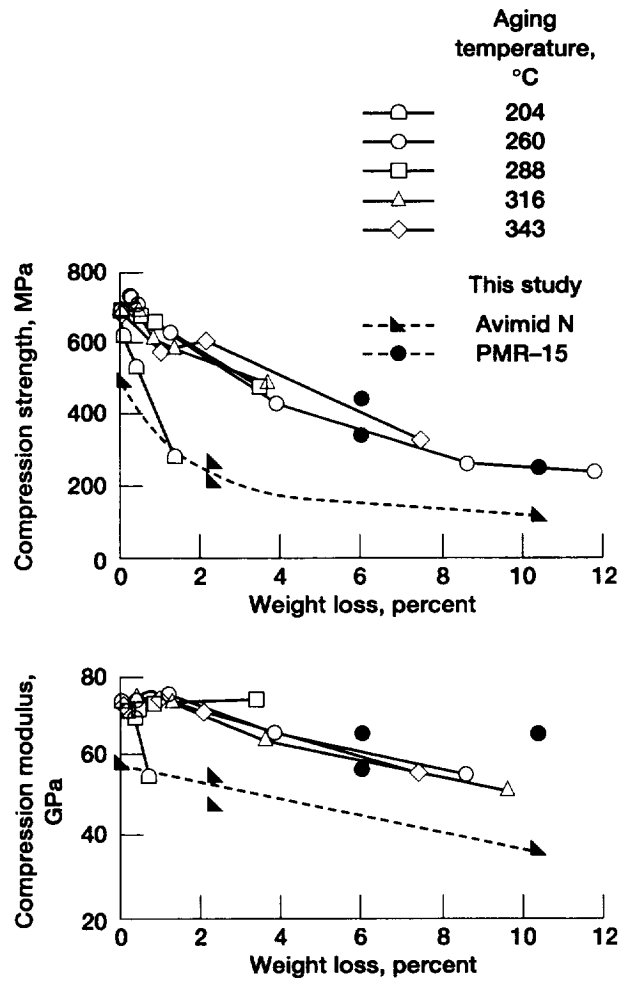 Aging
temperature,
°C
204
260
288
316
343
This study
Avimid N
PMR–15
Compression strength, MPa
800
600
400
200
0
0 2 4 6 8 10 12
Weight loss, percent
Compression modulus,
GPa
80
60
40
20
0 2 4 6 8 10 12
Weight loss, percent